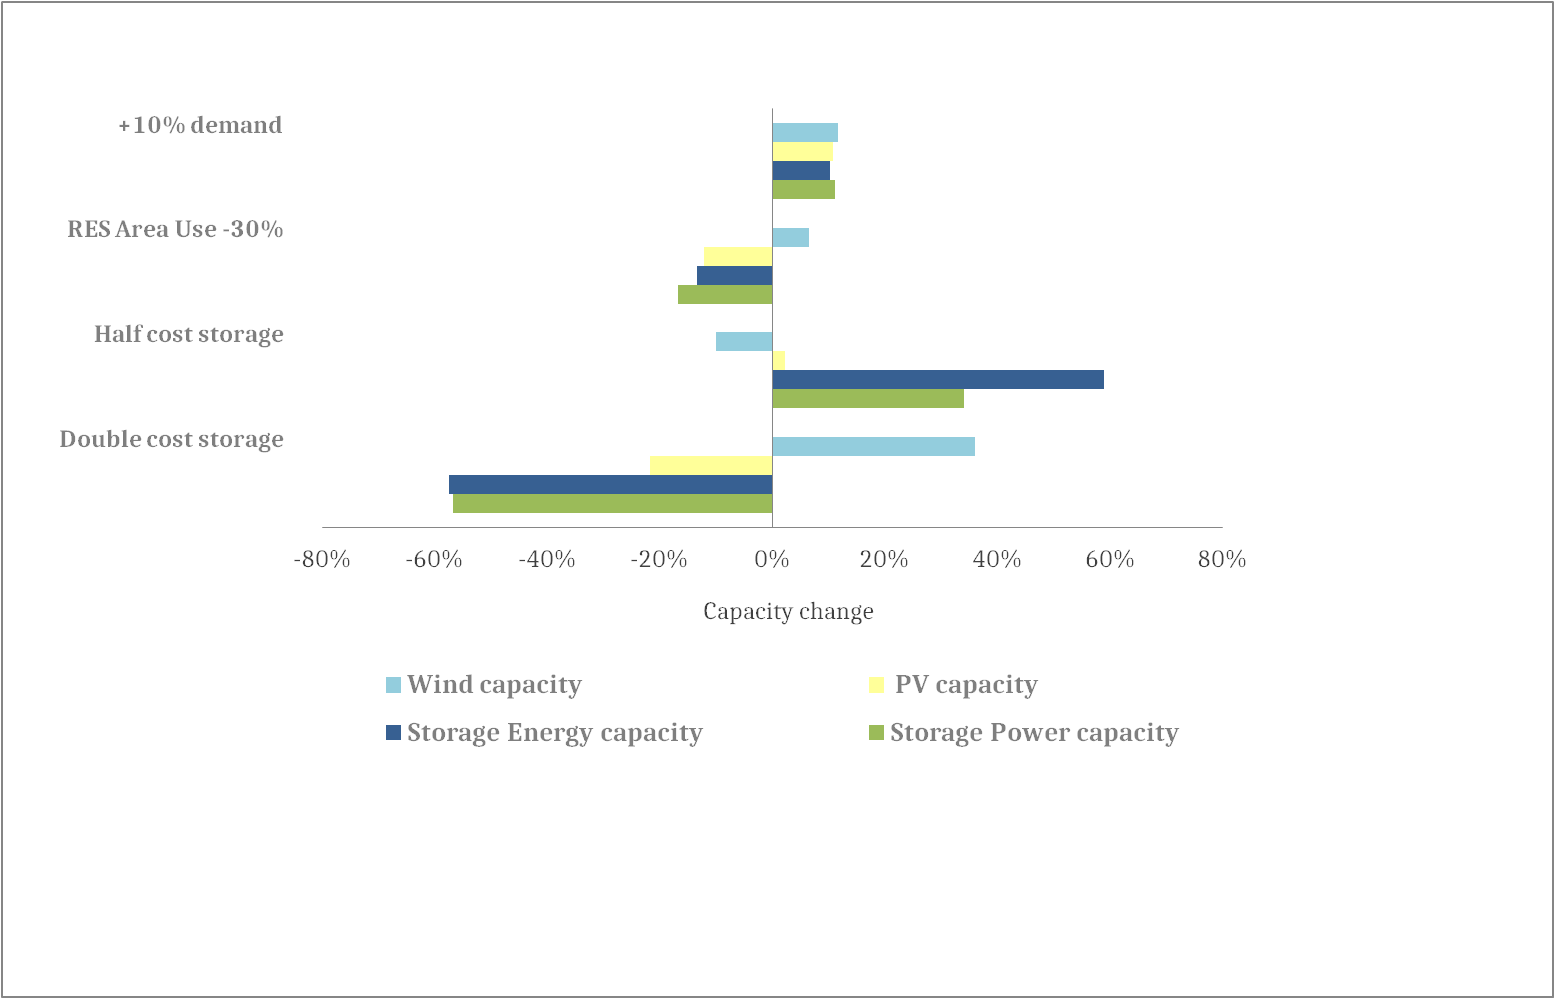 +10% demand
RES Area Use -30%
Half cost storage
Double cost storage
-80% -60% -40% -20% 0% 20% 40% 60% 80%
Capacity change
Wind capacity PV capacity
Storage Energy capacity Storage Power capacity